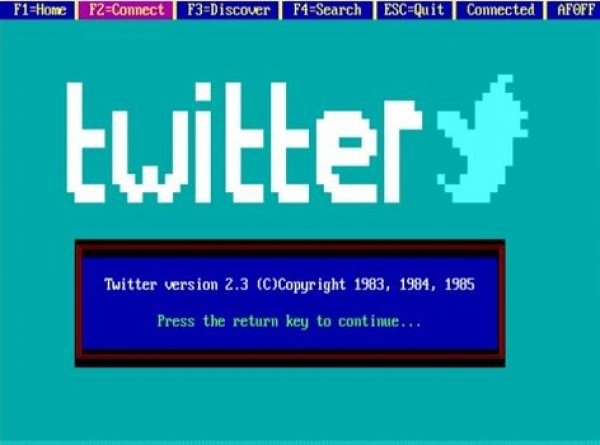 F1=Home F2=Connect F3=Discover F4=Search ESC=Quit Connected AFOFF
twitter
Twitter version 2.3 (C)Copyright 1983, 1984, 1985
Press the return key to continue...